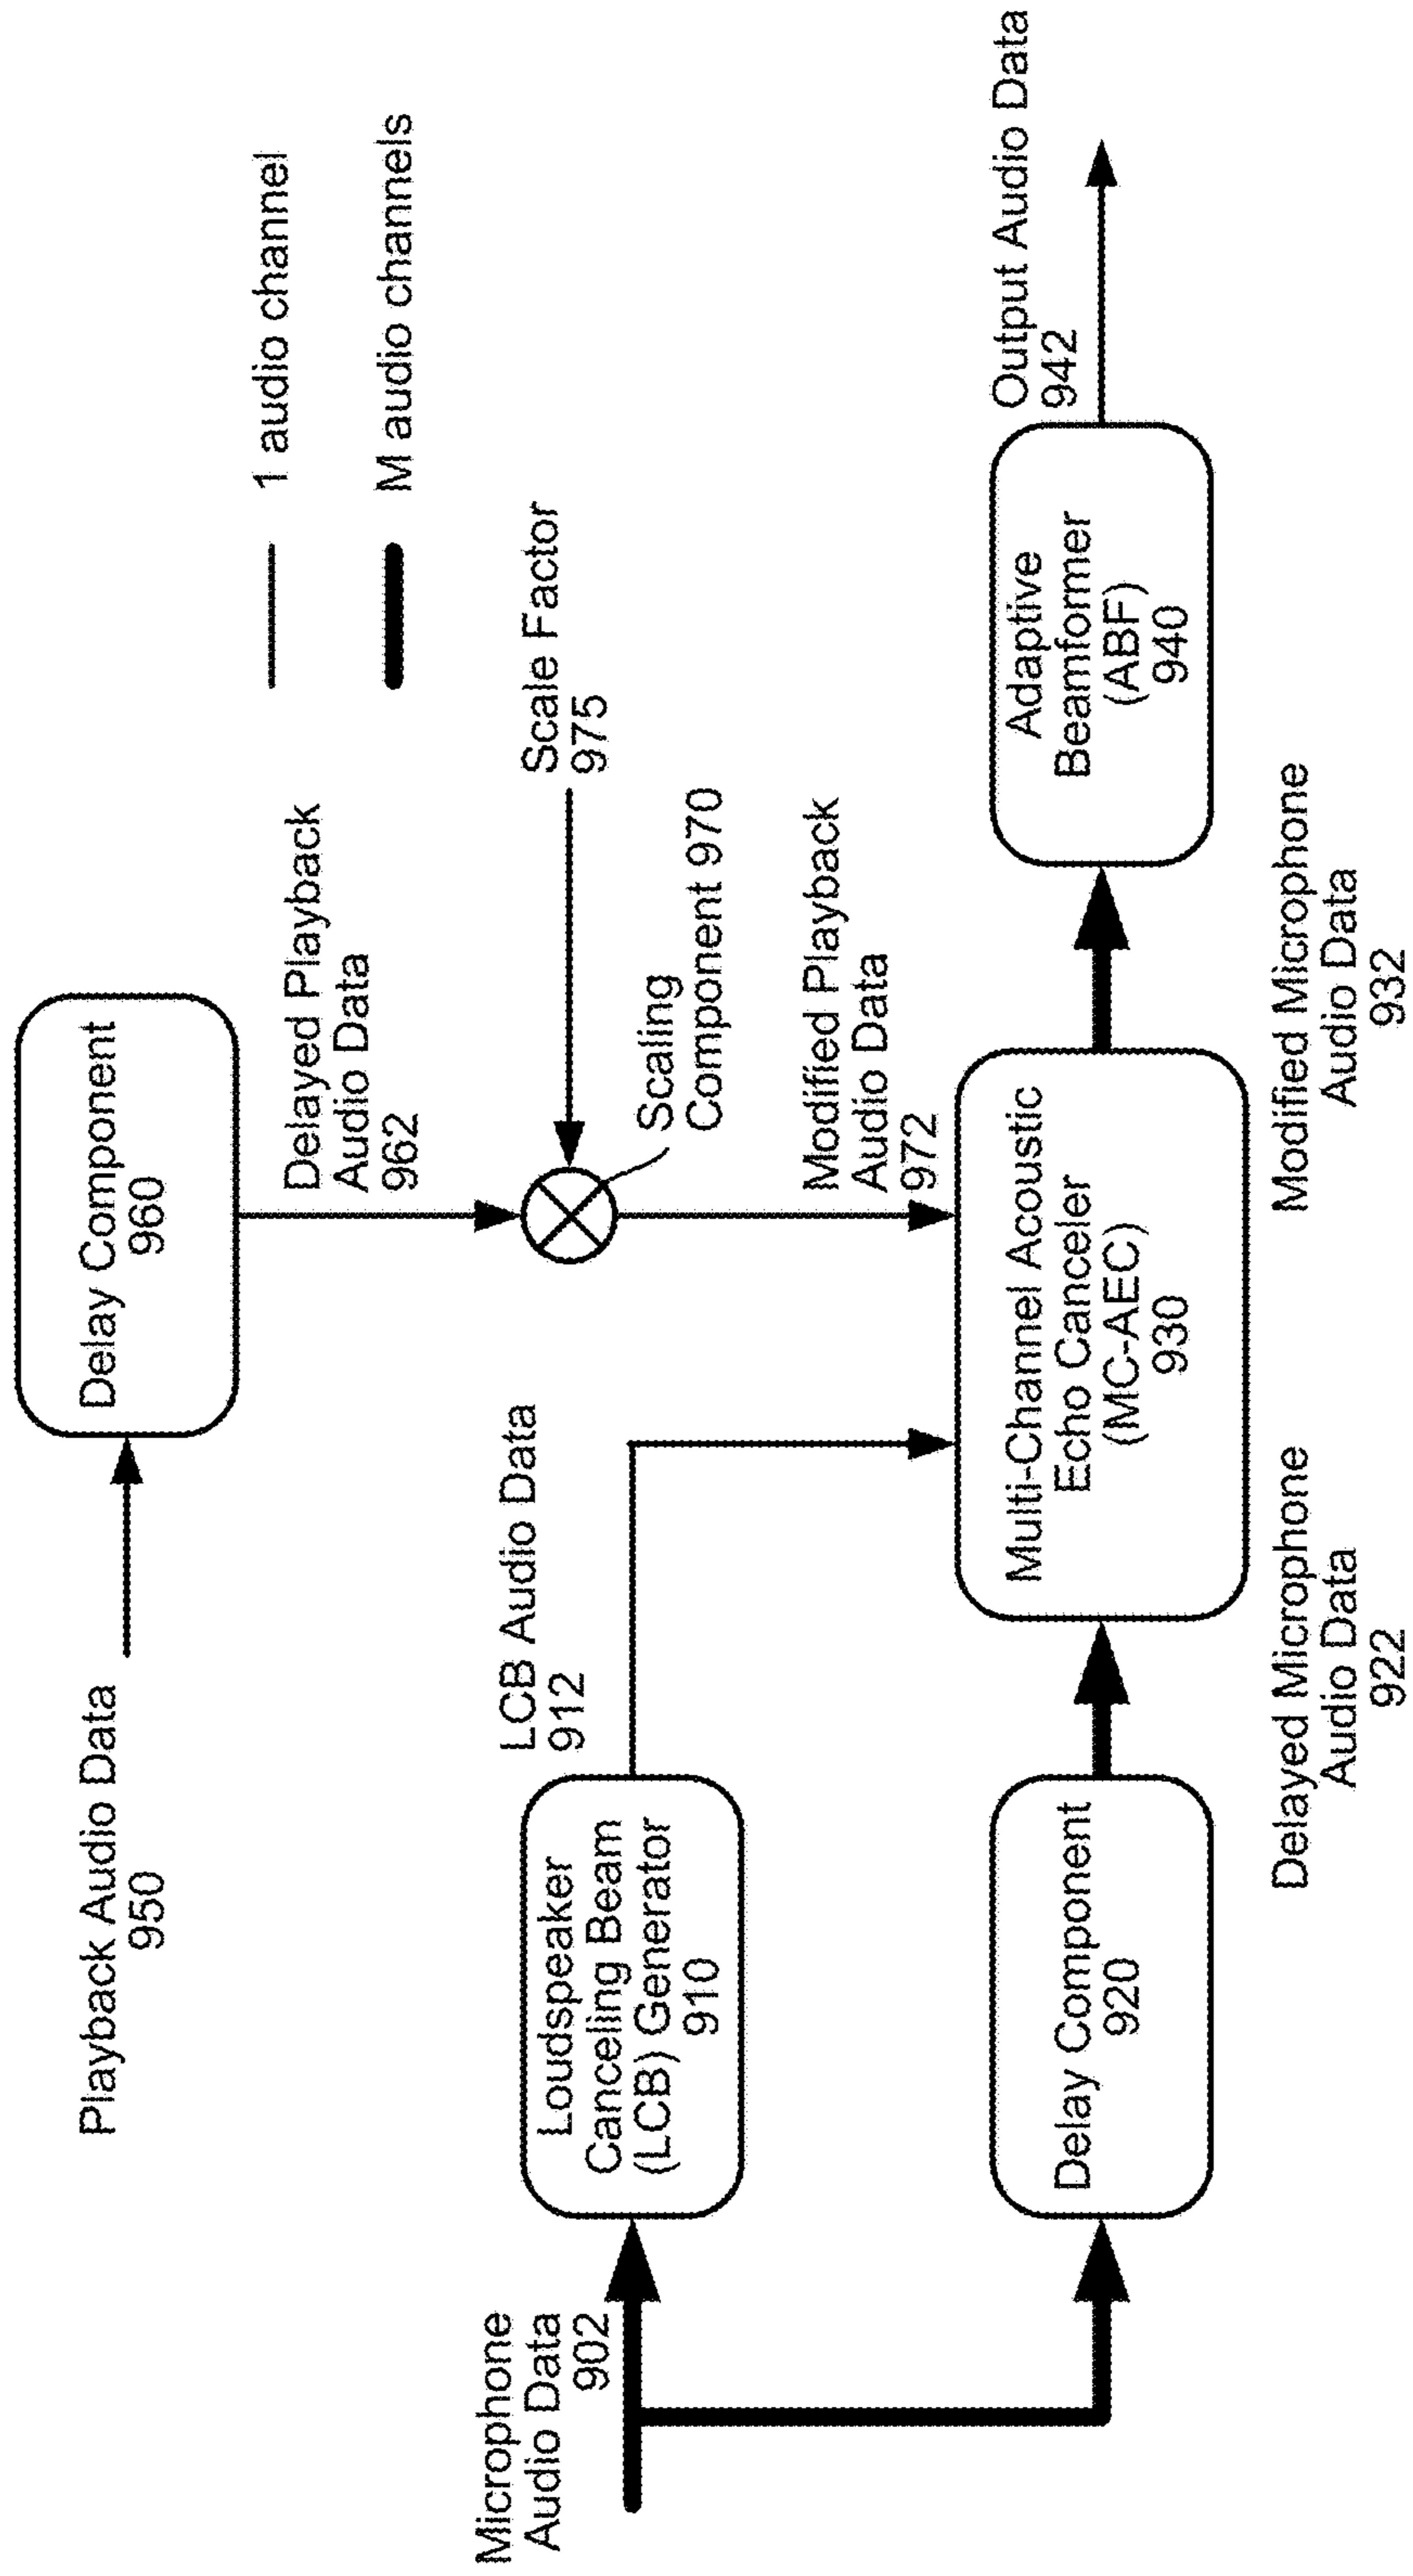 Playback Audio Data
950
Delay Component
960
Delayed Playback
Audio Data
962
1 audio channel
M audio channels
Scale Factor
975
Scaling
Component 970
Microphone
Audio Data
902
Loudspeaker
Canceling Beam
(LCB) Generator
910
LCB Audio Data
912
Modified Playback
Audio Data
972
Delay Component
920
Delayed Microphone
Audio Data
922
Multi-Channel Acoustic
Echo Canceler
(MC-AEC)
930
Modified Microphone
Audio Data
932
Adaptive
Beamformer
(ABF)
940
Output Audio Data
942